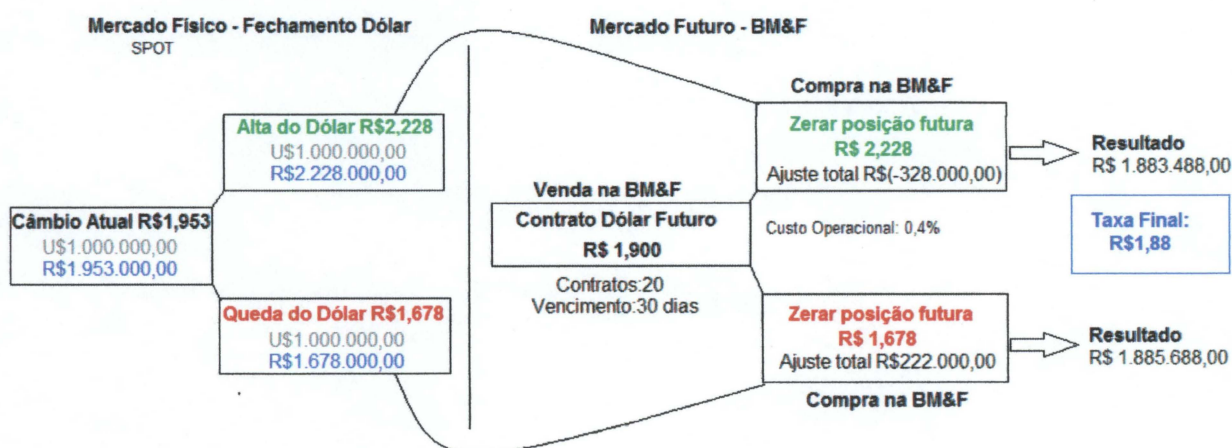 Mercado Físico - Fechamento Dólar
SPOT
Mercado Futuro - BM&F
Alta do Dólar R$2,228
U$1.000.000,00
R$2.228.000,00
Câmbio Atual R$1,953
U$1.000.000,00
R$1.953.000,00
Queda do Dólar R$1,678
U$1.000.000,00
R$1.678.000,00
Venda na BM&F
Contrato Dólar Futuro
R$ 1,900
Contratos:20
Vencimento:30 dias
Compra na BM&F
Zerar posição futura
R$ 2,228
Ajuste total R$(-328.000,00)
Custo Operacional: 0,4%
Zerar posição futura
R$ 1,678
Ajuste total R$222.000,00
Compra na BM&F
Resultado
R$ 1.883.488,00
Taxa Final:
R$1,88
Resultado
R$ 1.885.688,00